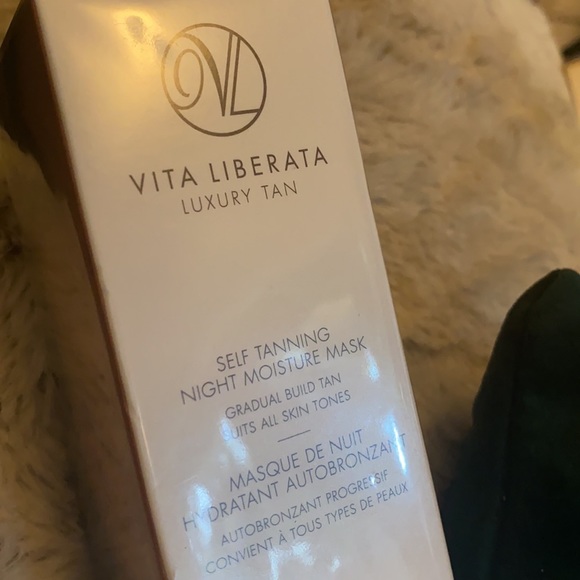 VL
VITA LIBERATA
LUXURY TAN
SELF TANNING
NIGHT MOISTURE MASK
GRADUAL BUILD TAN
SUITS ALL SKIN TONES
MASQUE DE NUIT
HYDRATANT AUTOBRONZANT
AUTOBRONZANT PROGRESSIF
CONVIENT À TOUS TYPES DE PEAUX